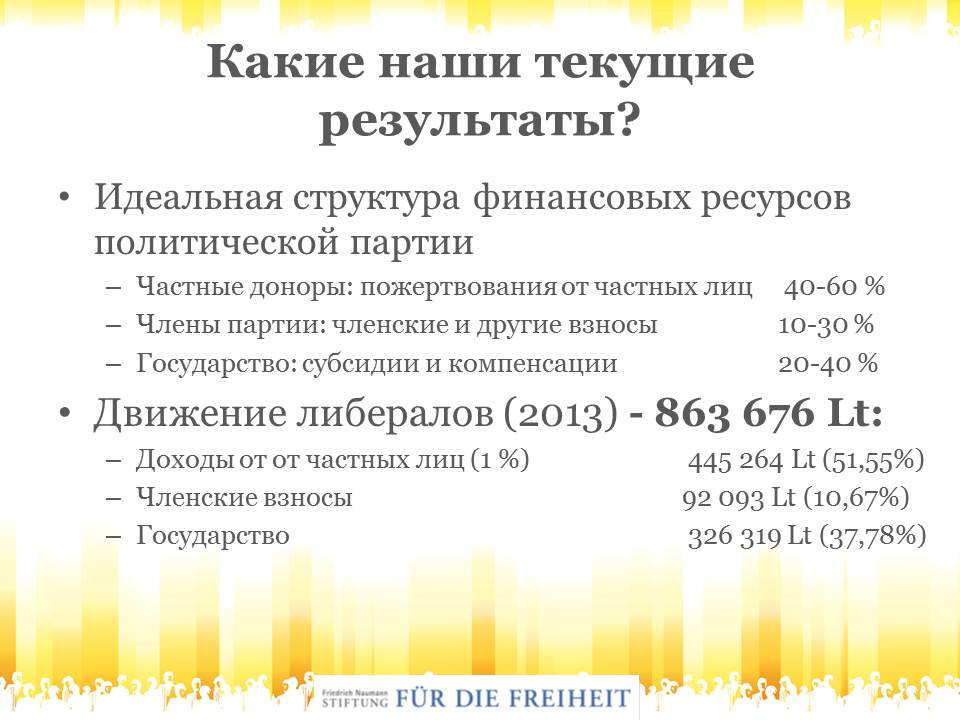 Какие наши текущие
результаты?
• Идеальная структура финансовых ресурсов
политической партии
– Частные доноры: пожертвования от частных лиц 40-60 %
– Члены партии: членские и другие взносы 10-30 %
– Государство: субсидии и компенсации 20-40 %
• Движение либералов (2013) - 863 676 Lt:
– Доходы от от частных лиц (1 %) 445 264 Lt (51,55%)
– Членские взносы 92 093 Lt (10,67%)
– Государство 326 319 Lt (37,78%)
Friedrich Naumann
STIFTUNG FÜR DIE FREIHEIT